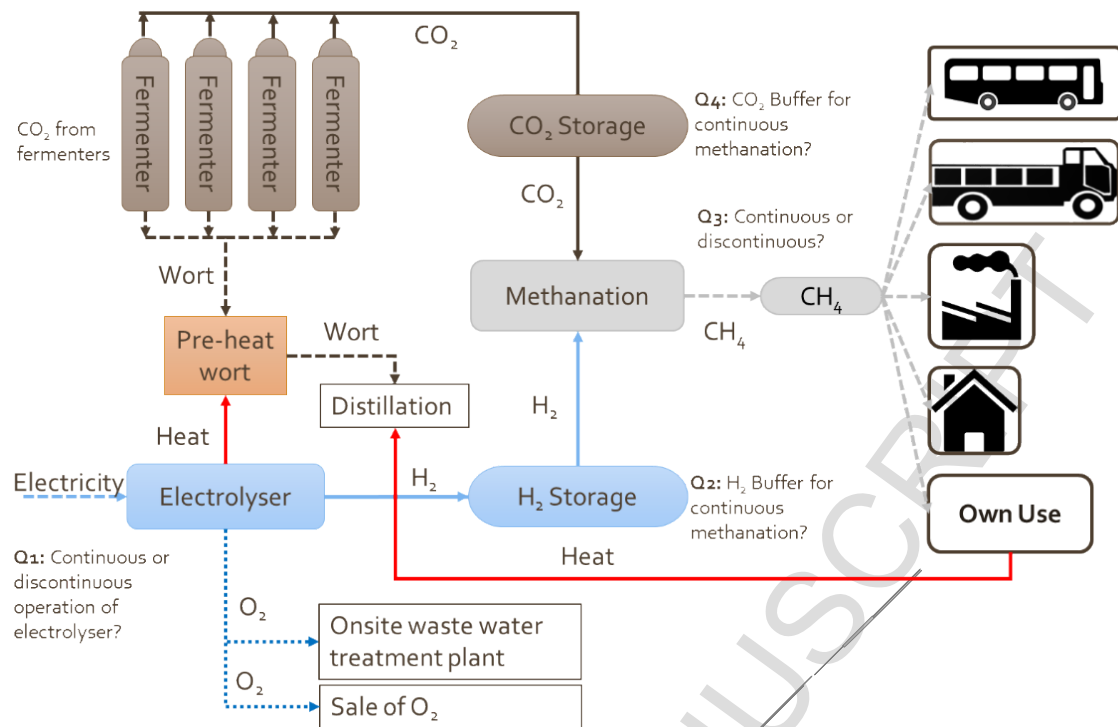 CO₂
Fermenter
Fermenter
Fermenter
Fermenter
CO₂ from
fermenters
CO₂ Storage
Q4: CO₂ Buffer for
continuous
methanation?
CO₂
Q3: Continuous or
discontinuous?
Wort
Methanation
CH₄
CH₄
Pre-heat
wort
Wort
Distillation
H₂
Heat
Electricity
Electrolyser
H₂
H₂ Storage
Q2: H₂ Buffer for
continuous
methanation?
Own Use
Heat
Q1: Continuous or
discontinuous
operation of
electrolyser?
O₂
Onsite waste water
treatment plant
O₂
Sale of O₂
USCRIPT